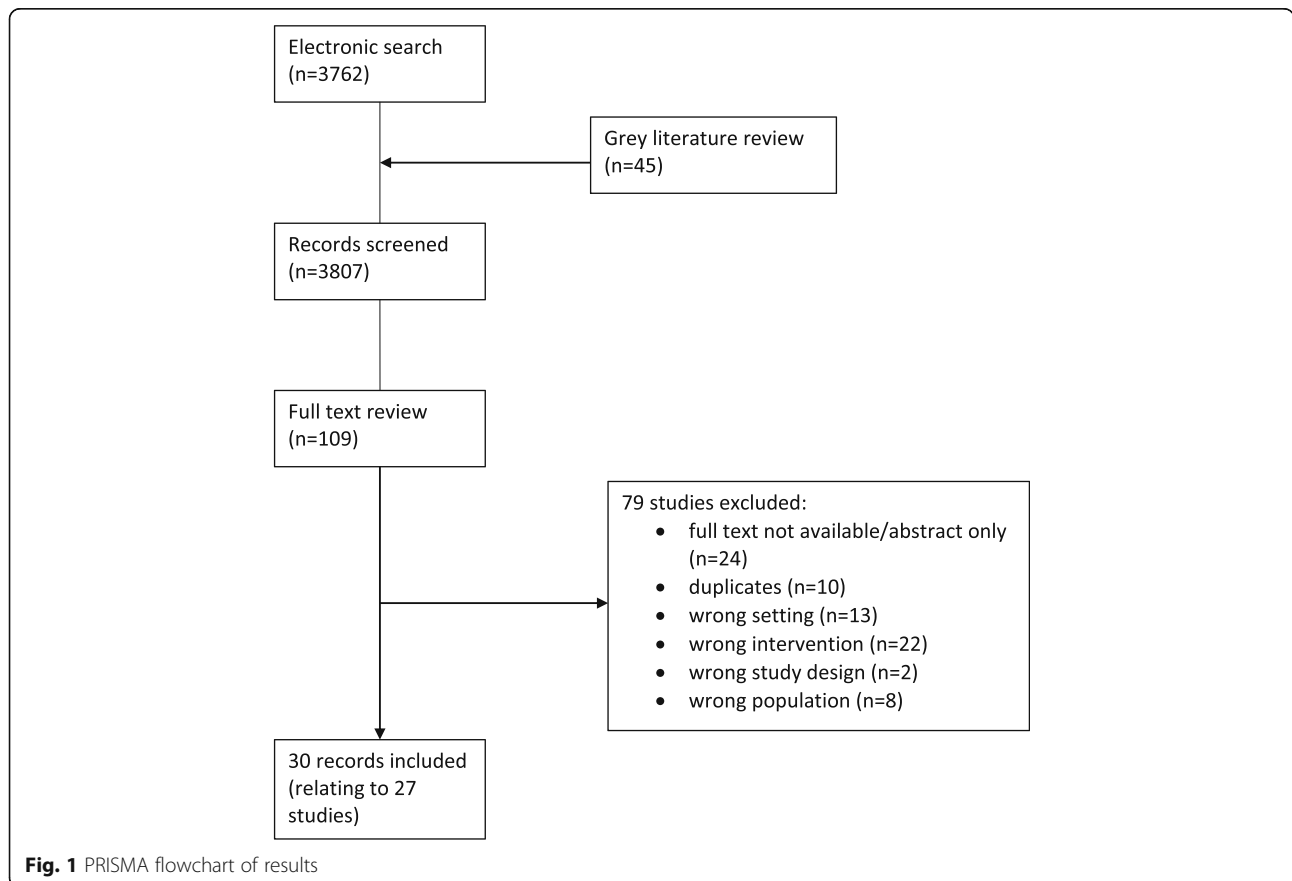 Electronic search
(n=3762)
Grey literature review
(n=45)
Records screened
(n=3807)
Full text review
(n=109)
79 studies excluded:
• full text not available/abstract only
(n=24)
• duplicates (n=10)
• wrong setting (n=13)
• wrong intervention (n=22)
• wrong study design (n=2)
• wrong population (n=8)
30 records included
(relating to 27
studies)
Fig. 1 PRISMA flowchart of results